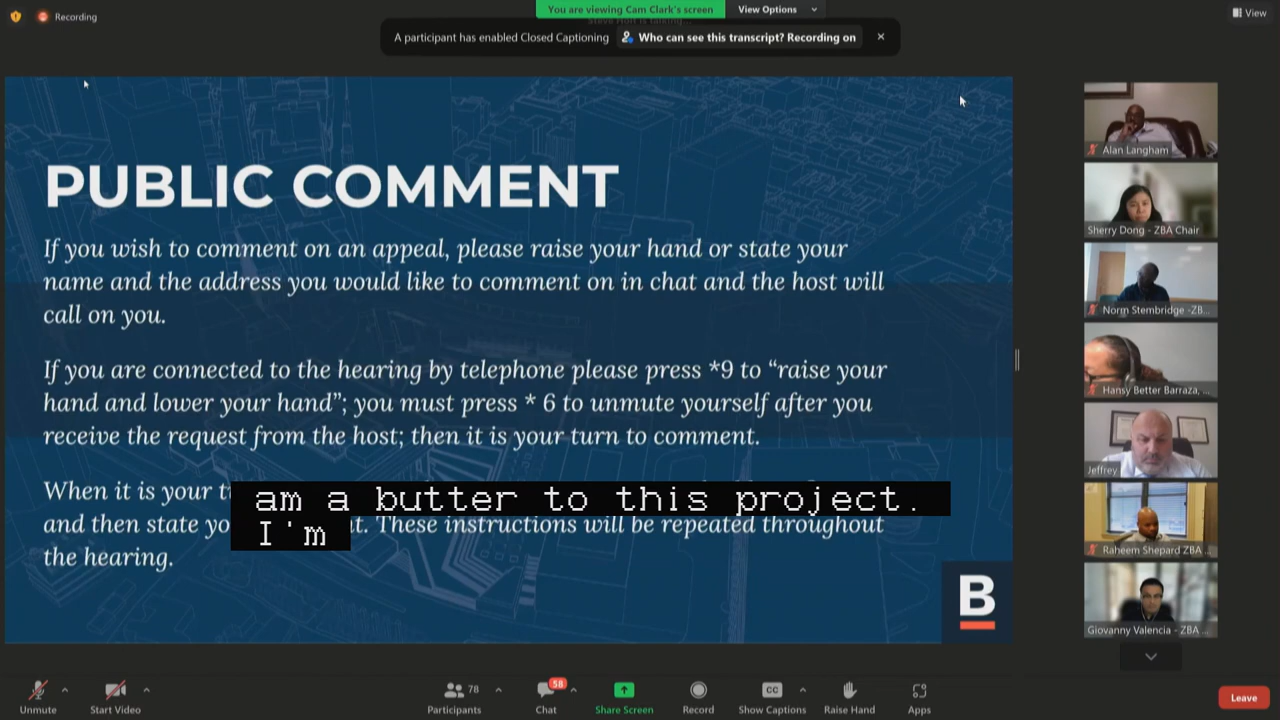 You are viewing Cam Clark's screen
View Options
Recording
View
Steve Hoff is talking...
A participant has enabled Closed Captioning
Who can see this transcript? Recording on
PUBLIC COMMENT
If you wish to comment on an appeal, please raise your hand or state your
name and the address you would like to comment on in chat and the host will
call on you.
If you are connected to the hearing by telephone please press *9 to “raise your
hand and lower your hand”; you must press * 6 to unmute yourself after you
receive the request from the host; then it is your turn to comment.
When it is your
and then state t. These instructions will be repeated throughout
the hearing.
am a butter to this project.
I'm
B
Alan Langham
Sherry Dong - ZBA Chair
Norm Stembridge -ZB...
Hansy Better Barraza, ...
Jeffrey
Raheem Shepard ZBA ...
Giovanny Valencia - ZBA ...
Unmute
Start Video
78
Participants
58
Chat
Share Screen
Record
CC
Show Captions
Raise Hand
Apps
Leave